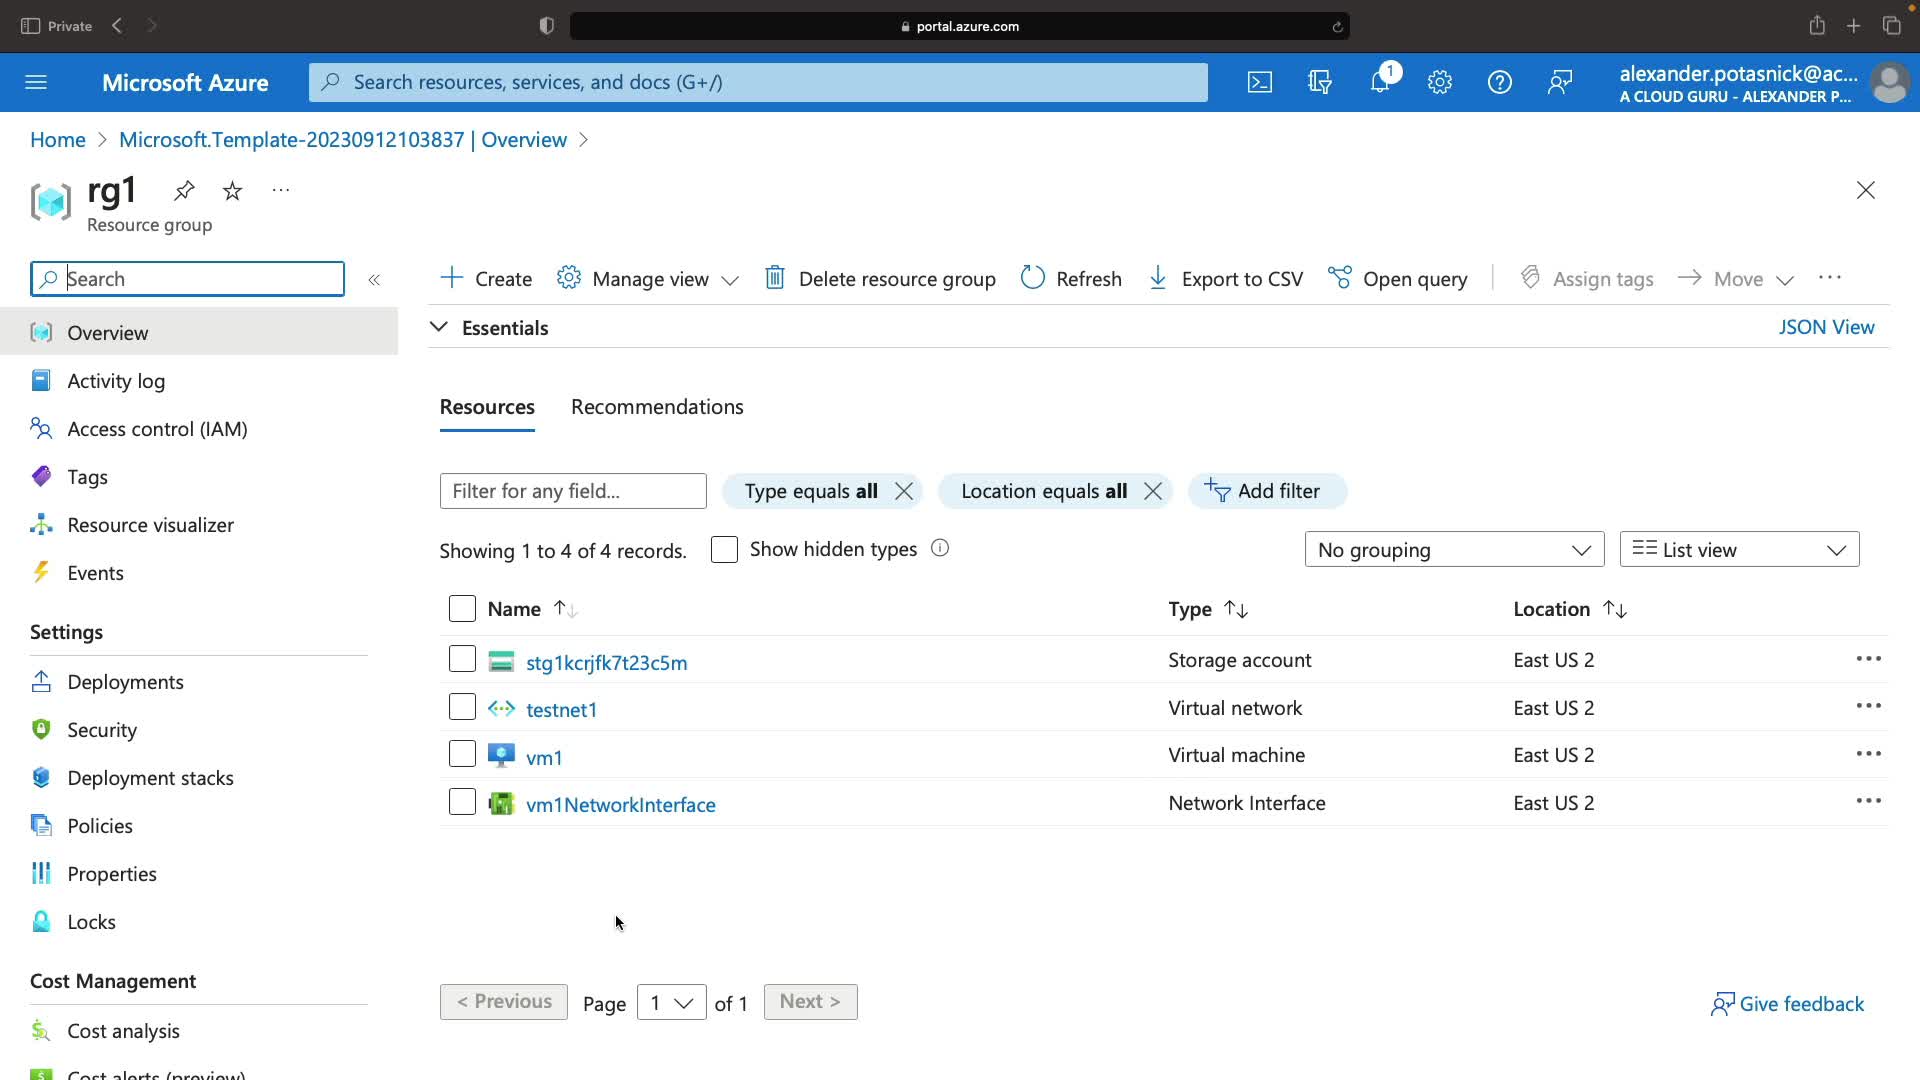 Private
portal.azure.com
Microsoft Azure
Search resources, services, and docs (G+/)
1
alexander.potasnick@ac...
A CLOUD GURU - ALEXANDER P...
Home > Microsoft.Template-20230912103837 | Overview >
rg1
Resource group
Search
Create
Manage view
Delete resource group
Refresh
Export to CSV
Open query
Assign tags
Move
Overview
Activity log
Access control (IAM)
Tags
Resource visualizer
Events
Settings
Deployments
Security
Deployment stacks
Policies
Properties
Locks
Cost Management
Cost analysis
Cost alerts (preview)
Essentials
JSON View
Resources
Recommendations
Filter for any field...
Type equals all
Location equals all
Add filter
Showing 1 to 4 of 4 records.
Show hidden types
No grouping
List view
Name
Type
Location
stg1kcrjfk7t23c5m
Storage account
East US 2
testnet1
Virtual network
East US 2
vm1
Virtual machine
East US 2
vm1NetworkInterface
Network Interface
East US 2
< Previous
Page
1
of 1
Next >
Give feedback